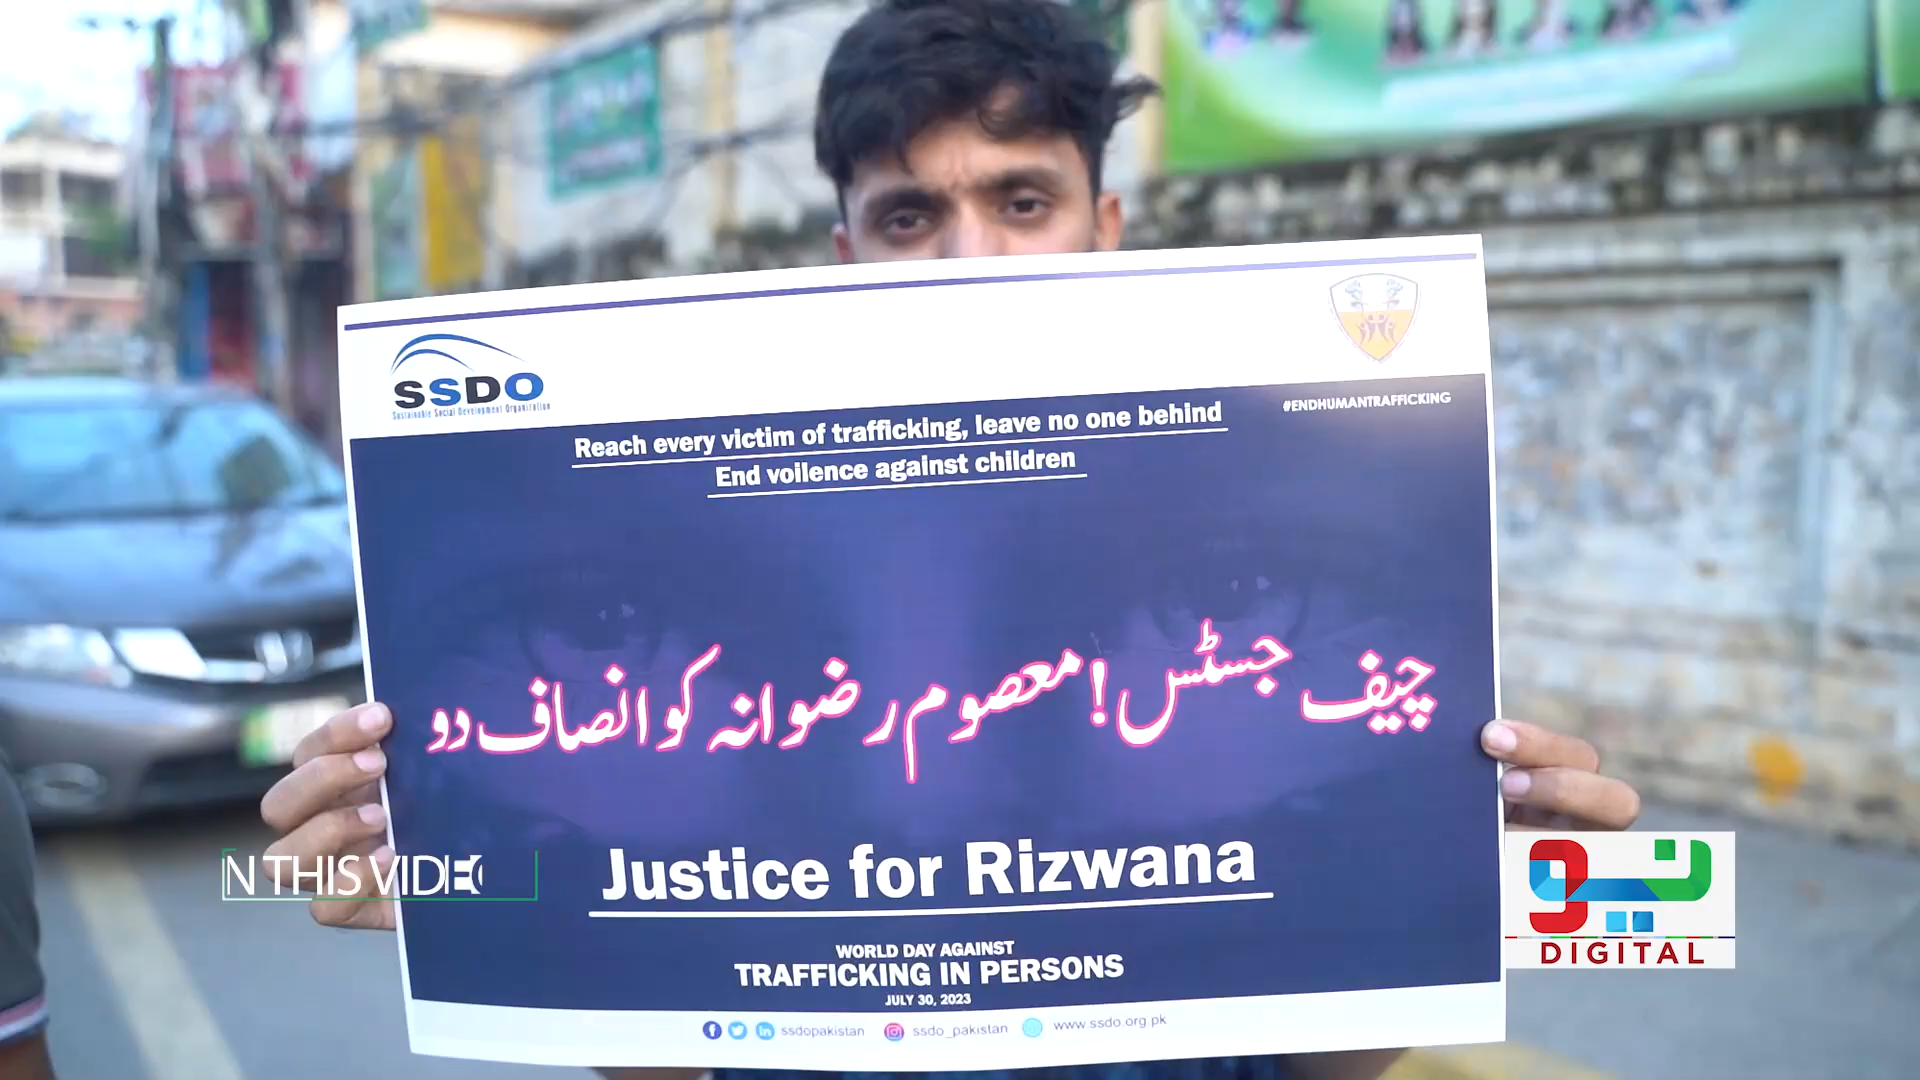 SSDO
Sustainable Social Development Organization
#ENDHUMANTRAFFICKING
Reach every victim of trafficking, leave no one behind
End voilence against children
چیف جسٹس! معصوم رضوانہ کو انصاف دو
Justice for Rizwana
WORLD DAY AGAINST
TRAFFICKING IN PERSONS
JULY 30, 2023
ssdopakistan ssdo_pakistan www.ssdo.org.pk
N THIS VIDEO
نیو
DIGITAL